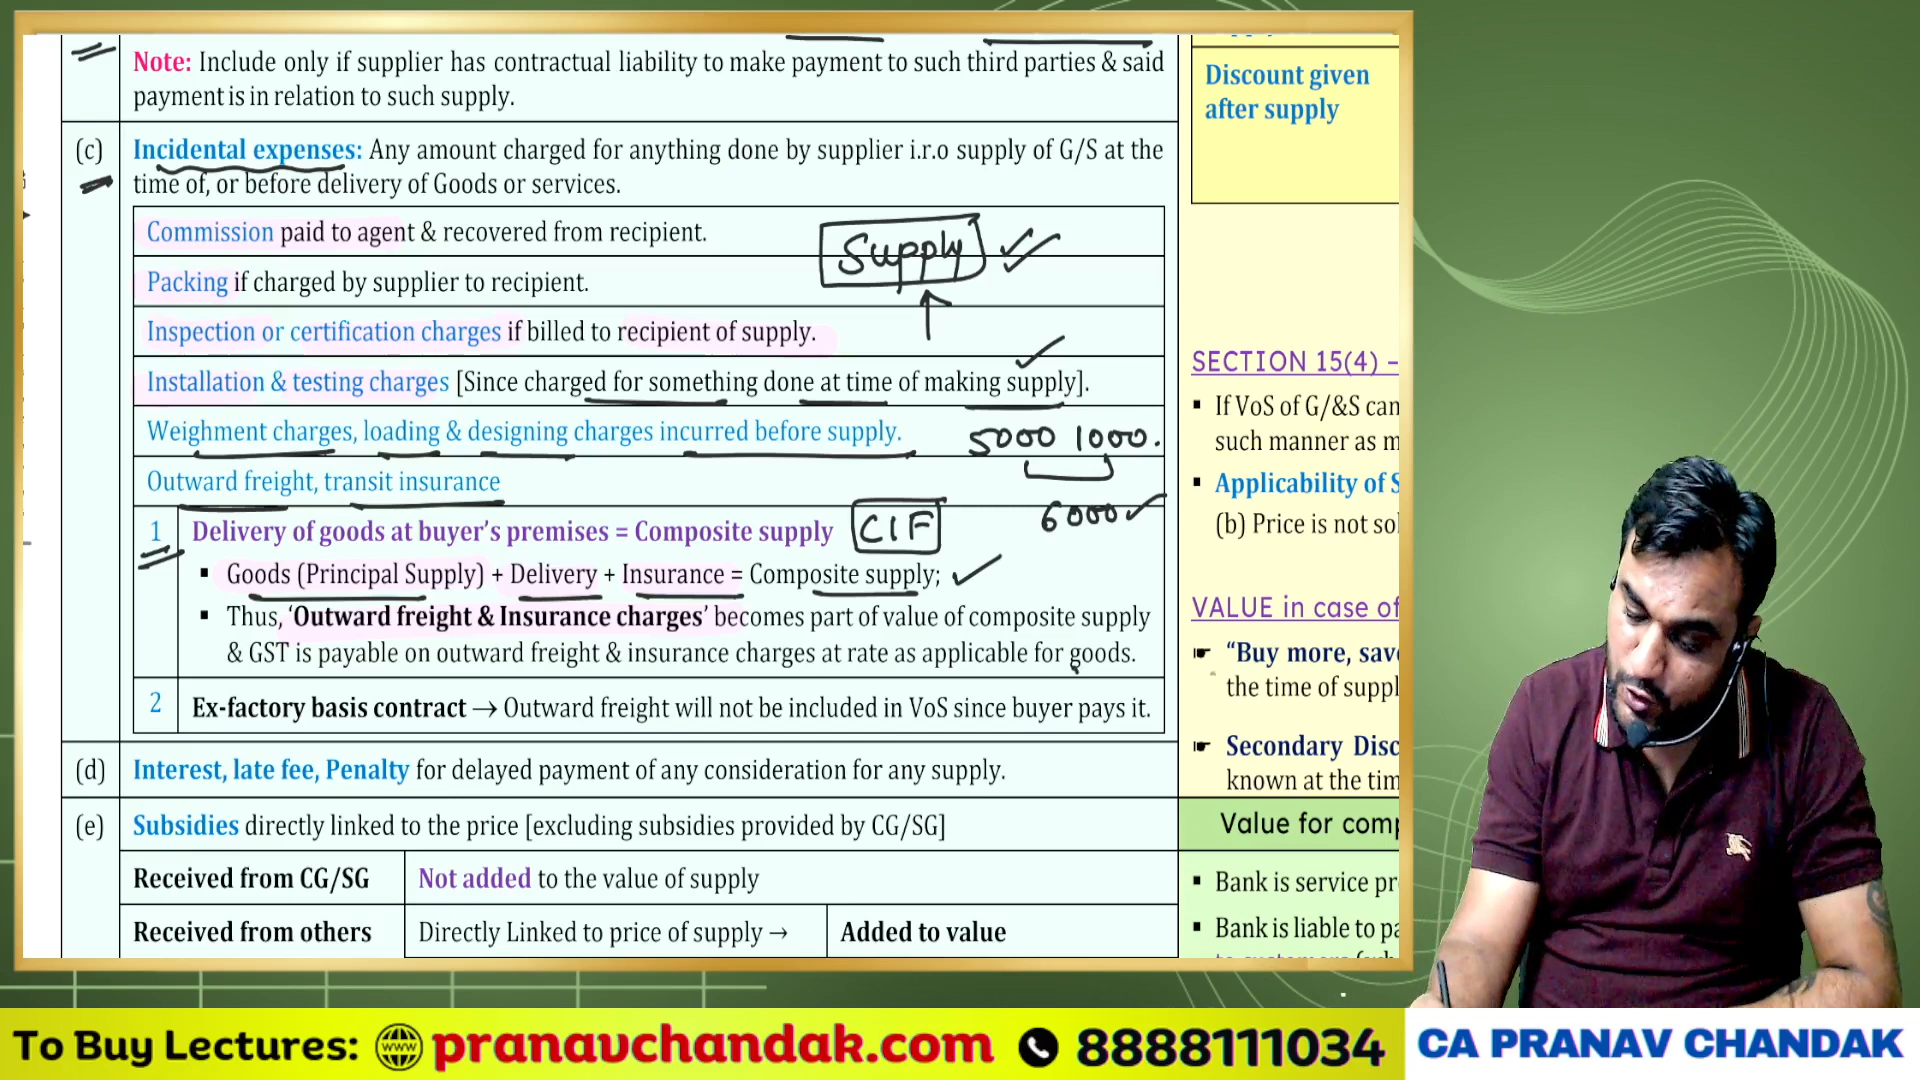 Note: Include only if supplier has contractual liability to make payment to such third parties & said
payment is in relation to such supply.
(c) Incidental expenses: Any amount charged for anything done by supplier i.r.o supply of G/S at the
time of, or before delivery of Goods or services.
Commission paid to agent & recovered from recipient.
Supply
Packing if charged by supplier to recipient.
Inspection or certification charges if billed to recipient of supply.
Installation & testing charges [Since charged for something done at time of making supply].
Weighment charges, loading & designing charges incurred before supply. 5000 1000.
Outward freight, transit insurance
6000
1 Delivery of goods at buyer's premises = Composite supply CIF
▪ Goods (Principal Supply) + Delivery + Insurance = Composite supply;
▪ Thus, 'Outward freight & Insurance charges' becomes part of value of composite supply
& GST is payable on outward freight & insurance charges at rate as applicable for goods.
2 Ex-factory basis contract → Outward freight will not be included in VoS since buyer pays it.
(d) Interest, late fee, Penalty for delayed payment of any consideration for any supply.
(e) Subsidies directly linked to the price [excluding subsidies provided by CG/SG]
Received from CG/SG Not added to the value of supply
Received from others Directly Linked to price of supply → Added to value
Discount given
after supply
SECTION 15(4) –
▪ If VoS of G/&S can
such manner as m
▪ Applicability of S
(b) Price is not so
VALUE in case of
☛ "Buy more, sav
the time of suppl
☛ Secondary Disc
known at the tim
Value for comp
▪ Bank is service pr
▪ Bank is liable to pa
To Buy Lectures: www pranavchandak.com 8888111034 CA PRANAV CHANDAK